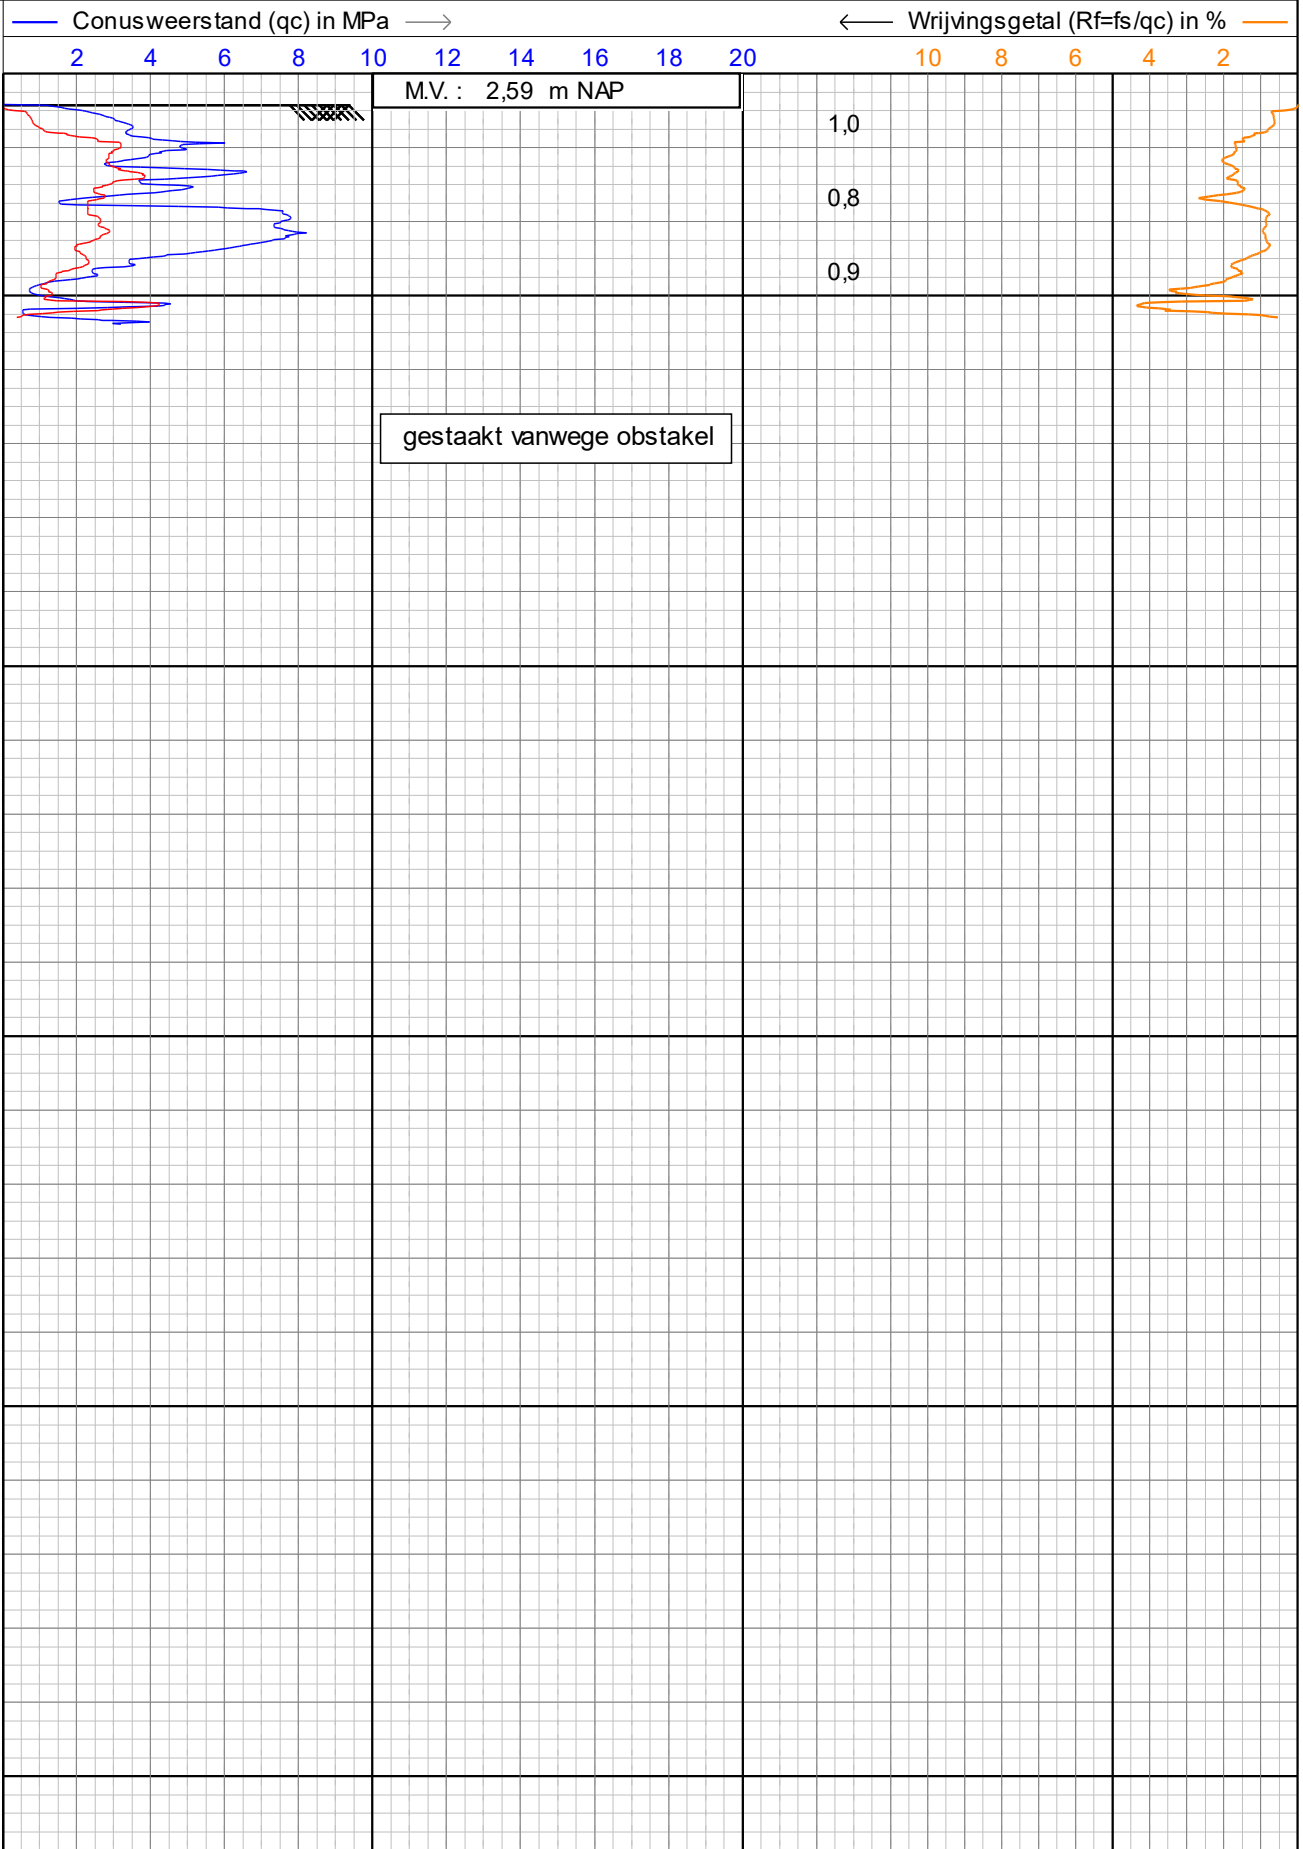 Conusweerstand (qc) in MPa Wrijvingsgetal (Rf=fs/qc) in %
2 4 6 8 10 12 14 16 18 20 10 8 6 4 2
M.V. : 2,59 m NAP
1,0
0,8
0,9
gestaakt vanwege obstakel